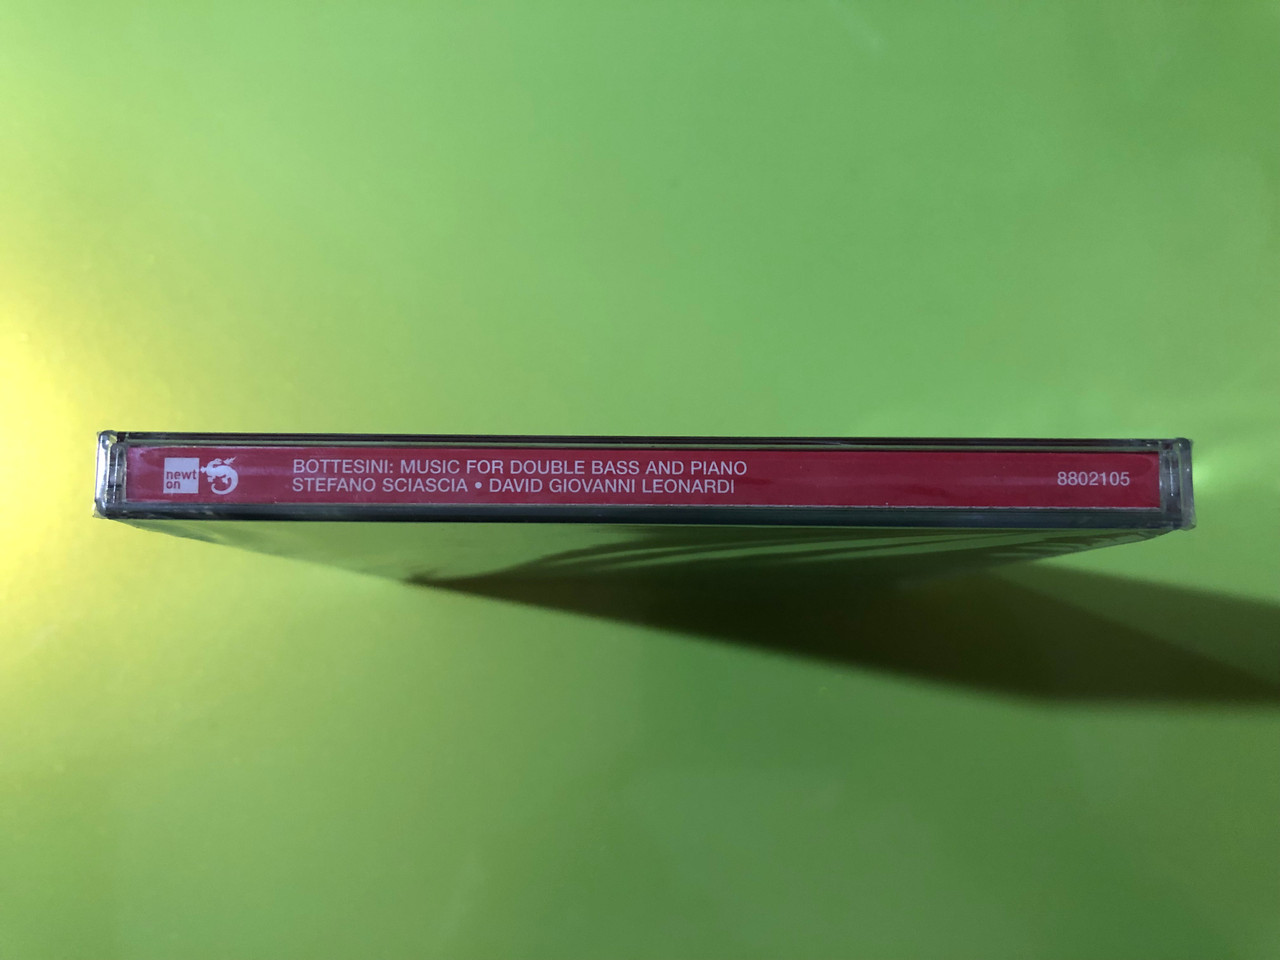 newt
on
BOTTESINI: MUSIC FOR DOUBLE BASS AND PIANO
STEFANO SCIASCIA • DAVID GIOVANNI LEONARDI
8802105